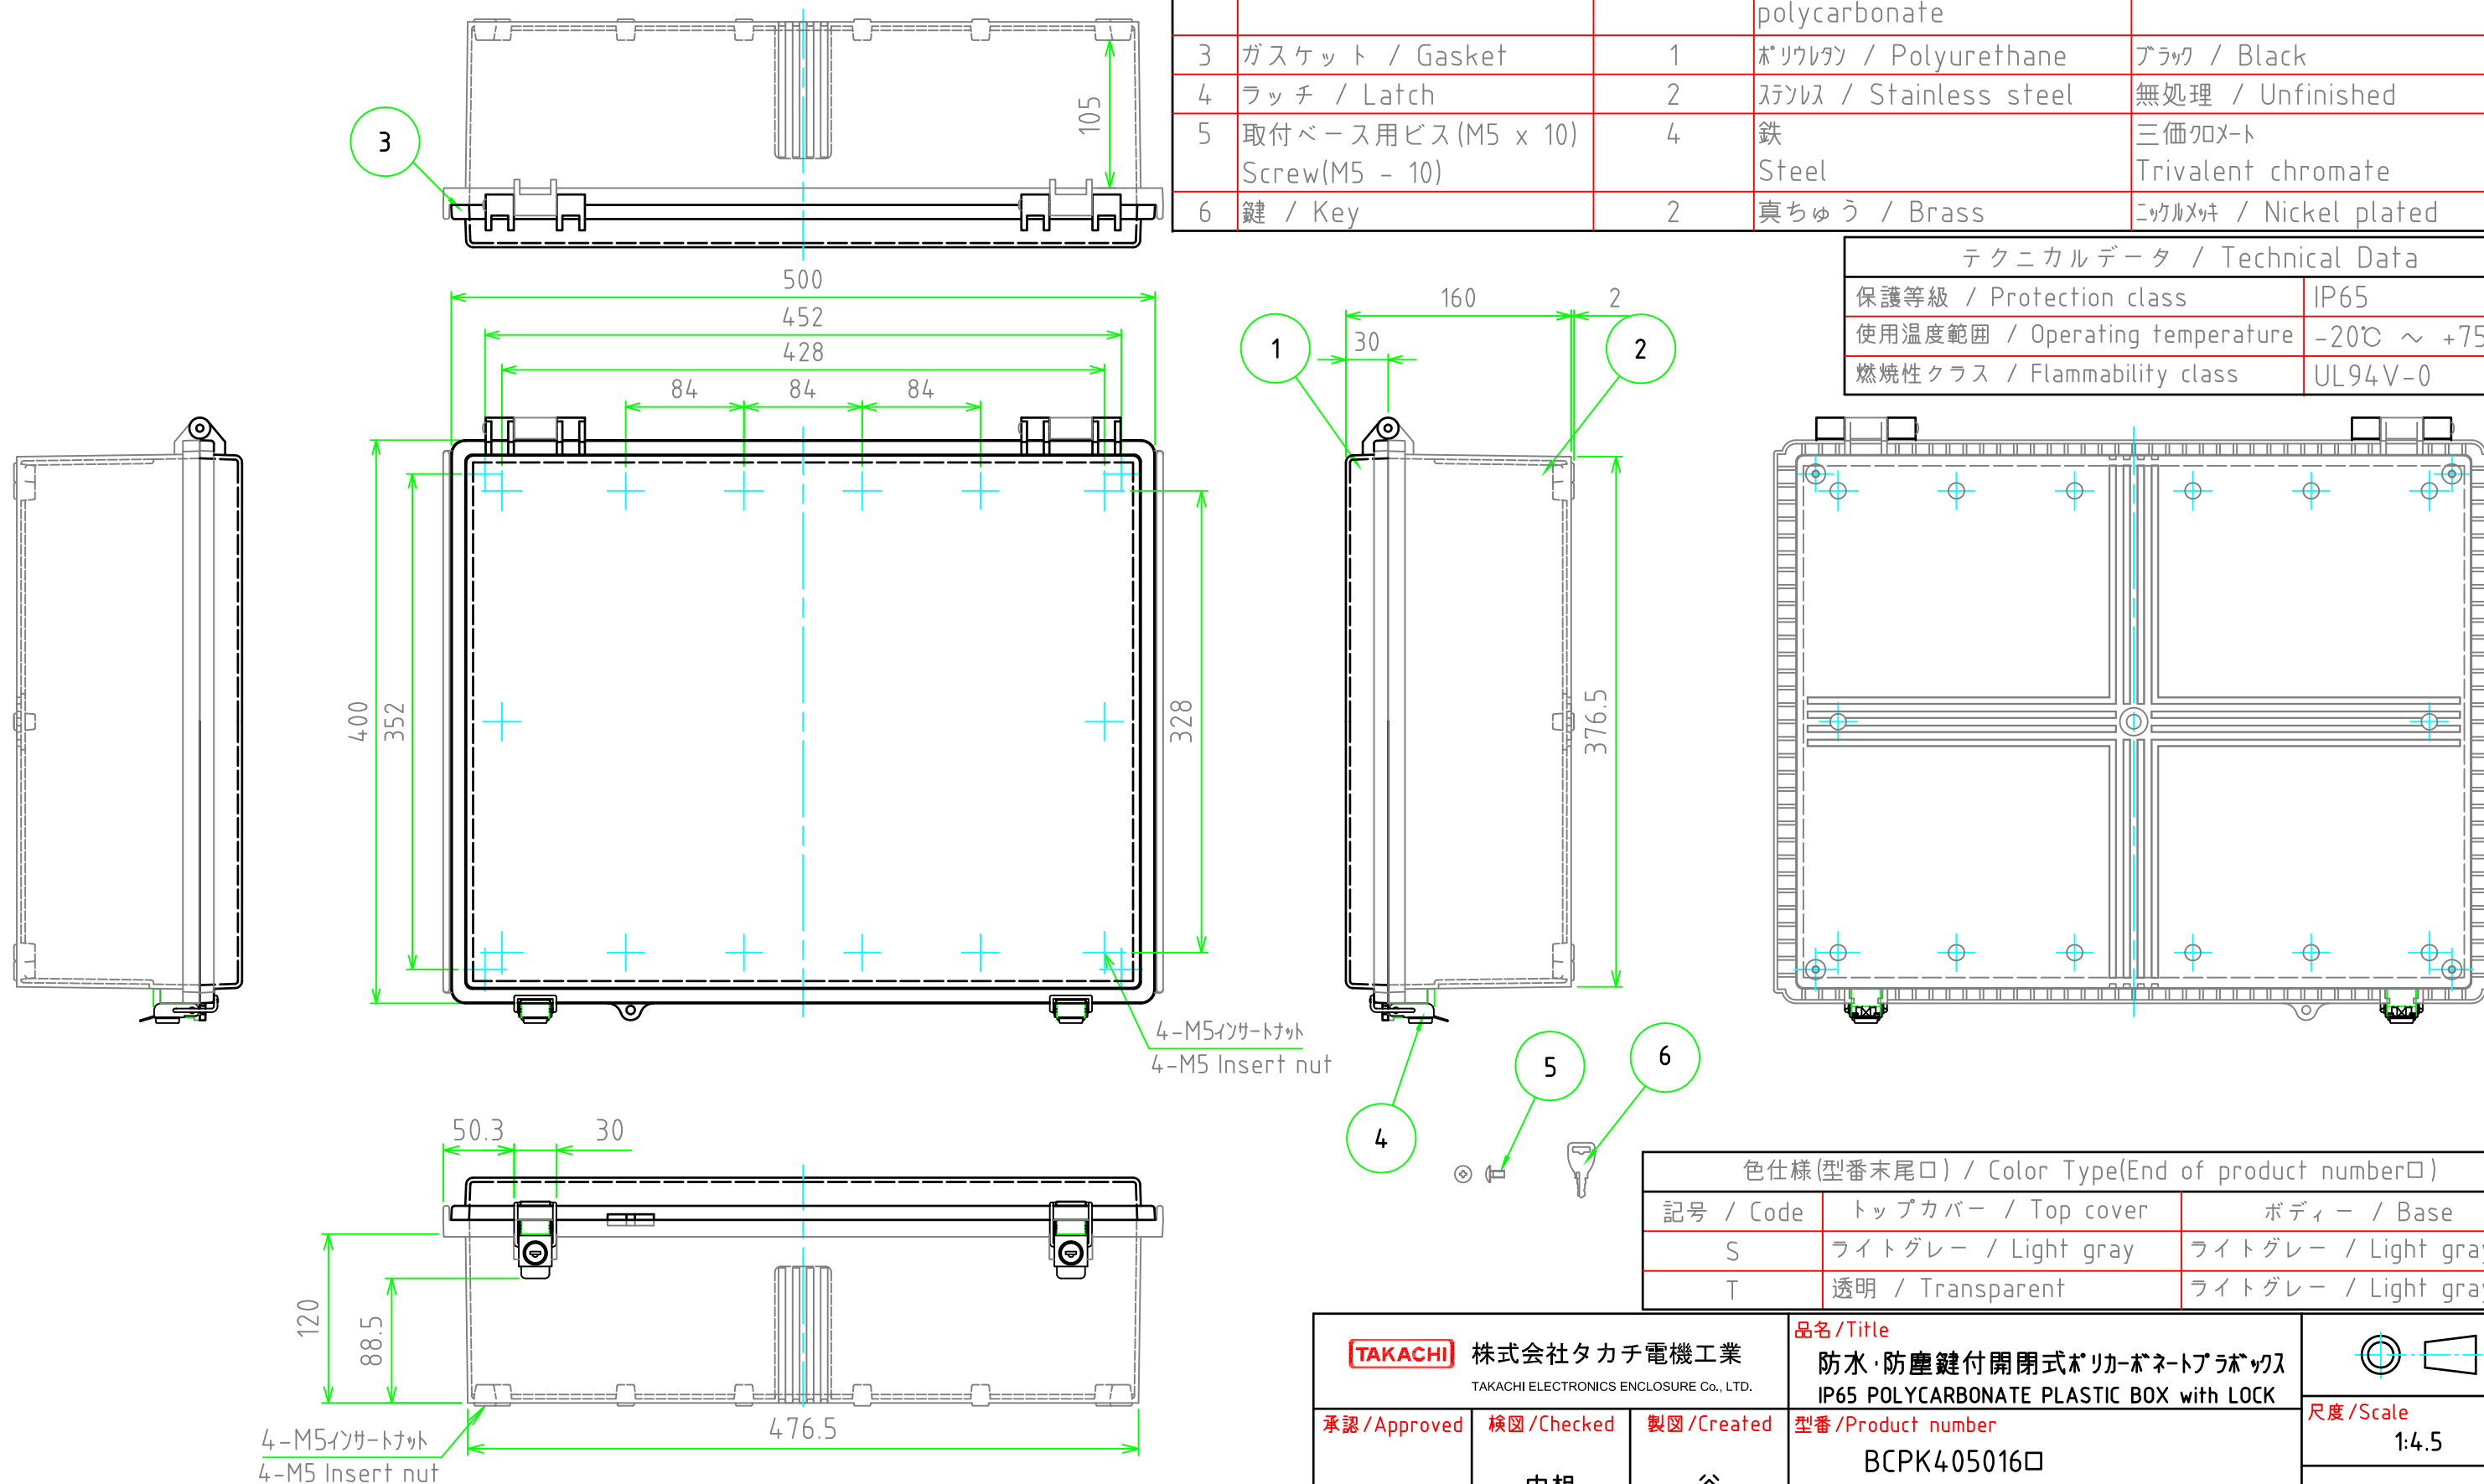 polycarbonate
3 ガスケット / Gasket 1 ポリウレタン / Polyurethane ブラック / Black
4 ラッチ / Latch 2 ステンレス / Stainless steel 無処理 / Unfinished
5 取付ベース用ビス(M5 x 10) 4 鉄 三価クロメート
Screw(M5 - 10) Steel Trivalent chromate
6 鍵 / Key 2 真ちゅう / Brass ニッケルメッキ / Nickel plated
テクニカルデータ / Technical Data
保護等級 / Protection class IP65
使用温度範囲 / Operating temperature -20℃ ～ +75
燃焼性クラス / Flammability class UL94V-0
105
3
500
452
428
84 84 84
400
352
328
4-M5インサートナット
4-M5 Insert nut
160 2
30
1
2
376.5
4
5
6
50.3 30
120
88.5
476.5
4-M5インサートナット
4-M5 Insert nut
色仕様(型番末尾□) / Color Type(End of product number□)
記号 / Code トップカバー / Top cover ボディー / Base
S ライトグレー / Light gray ライトグレー / Light gray
T 透明 / Transparent ライトグレー / Light gray
TAKACHI 株式会社タカチ電機工業
TAKACHI ELECTRONICS ENCLOSURE Co., LTD.
品名/Title
防水･防塵鍵付開閉式ポリカーボネートプラボックス
IP65 POLYCARBONATE PLASTIC BOX with LOCK
承認/Approved 検図/Checked 製図/Created
型番/Product number
BCPK405016□
尺度/Scale
1:4.5